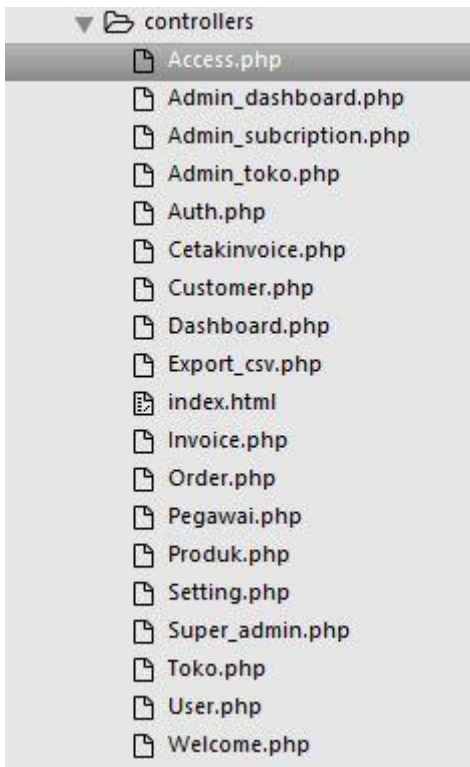 controllers
Access.php
Admin_dashboard.php
Admin_subcription.php
Admin_toko.php
Auth.php
Cetakinvoice.php
Customer.php
Dashboard.php
Export_csv.php
index.html
Invoice.php
Order.php
Pegawai.php
Produk.php
Setting.php
Super_admin.php
Toko.php
User.php
Welcome.php